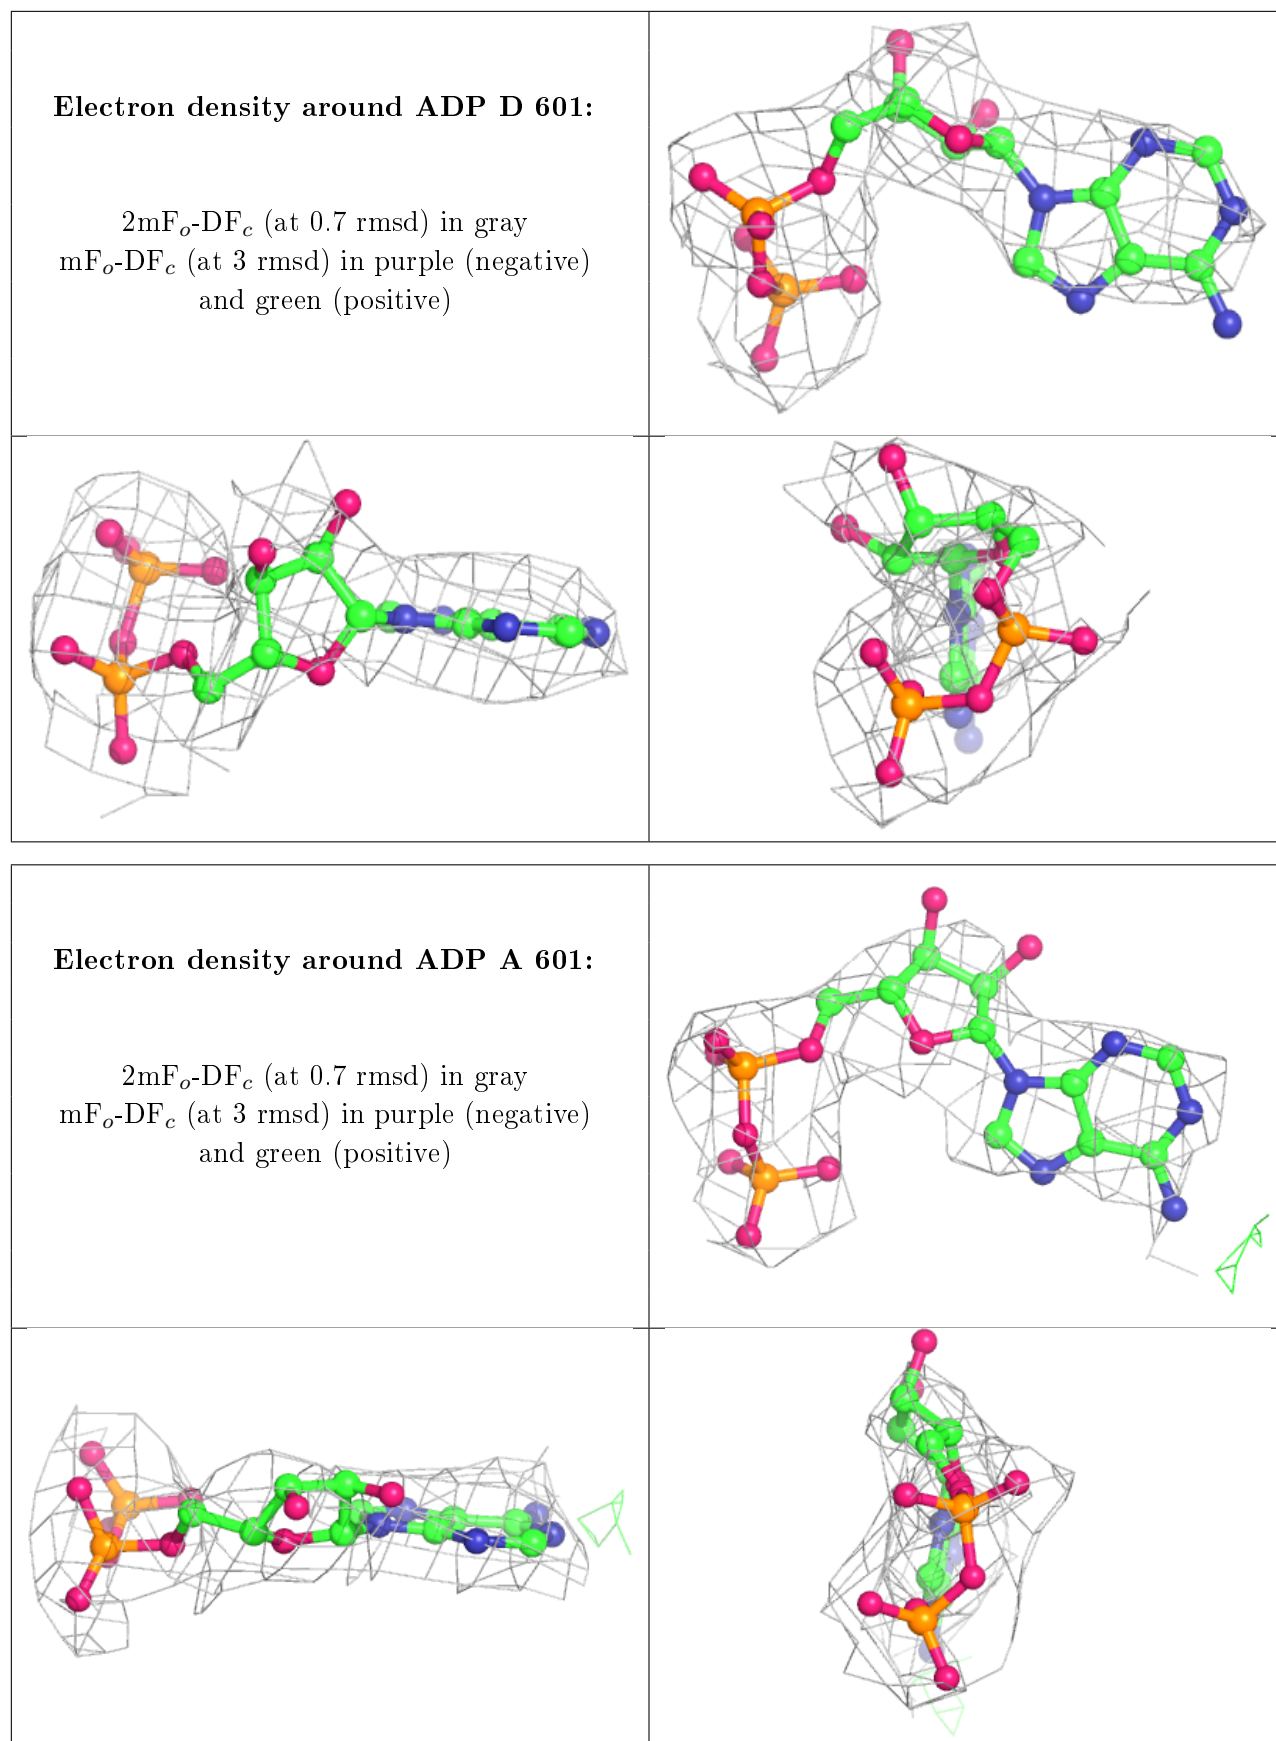 Electron density around ADP D 601:
2mFo-DFc (at 0.7 rmsd) in gray
mFo-DFc (at 3 rmsd) in purple (negative)
and green (positive)
Electron density around ADP A 601:
2mFo-DFc (at 0.7 rmsd) in gray
mFo-DFc (at 3 rmsd) in purple (negative)
and green (positive)